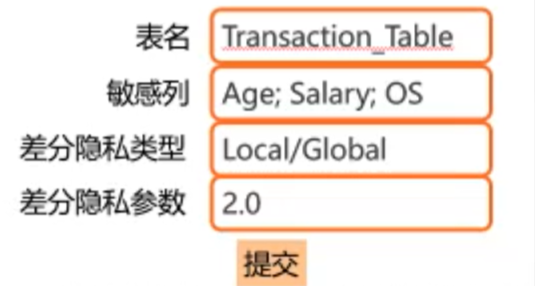 表名 Transaction_Table
敏感列 Age; Salary; OS
差分隐私类型 Local/Global
差分隐私参数 2.0
提交